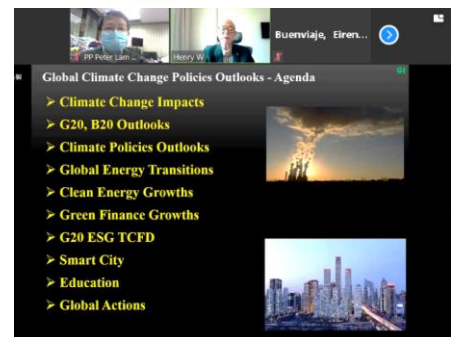 PP Peter Lam ...
Henry W
Buenviaje, Eiren...
Global Climate Change Policies Outlooks - Agenda
➢ Climate Change Impacts
➢ G20, B20 Outlooks
➢ Climate Policies Outlooks
➢ Global Energy Transitions
➢ Clean Energy Growths
➢ Green Finance Growths
➢ G20 ESG TCFD
➢ Smart City
➢ Education
➢ Global Actions